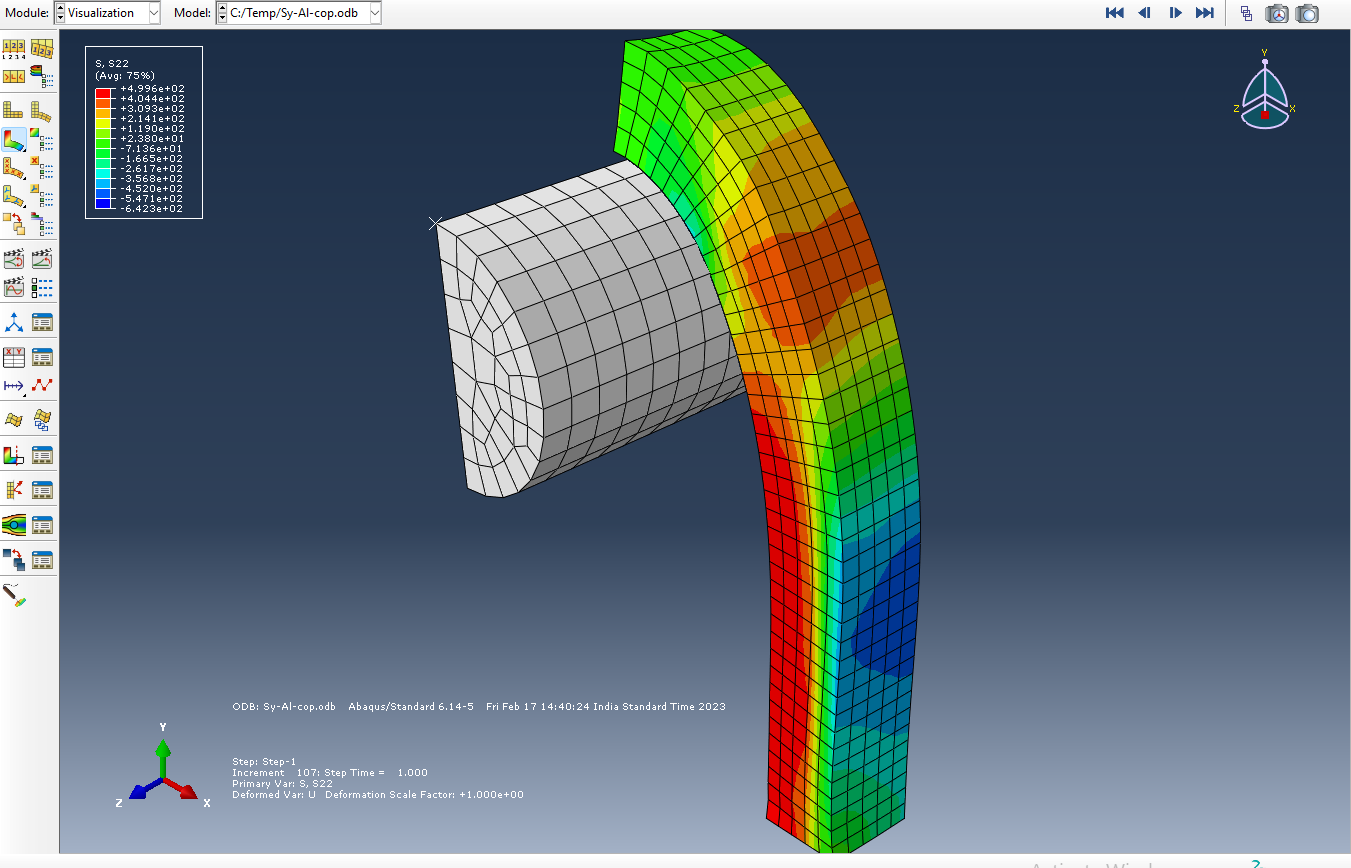 Module: Visualization Model: C:/Temp/Sy-Al-cop.odb
S, S22
(Avg: 75%)
+4.996e+02
+4.044e+02
+3.093e+02
+2.141e+02
+1.190e+02
+2.380e+01
-7.136e+01
-1.665e+02
-2.617e+02
-3.568e+02
-4.520e+02
-5.471e+02
-6.423e+02
Y
Z X
ODB: Sy-Al-cop.odb Abaqus/Standard 6.14-5 Fri Feb 17 14:40:24 India Standard Time 2023
Y
Z X
Step: Step-1
Increment 107: Step Time = 1.000
Primary Var: S, S22
Deformed Var: U Deformation Scale Factor: +1.000e+00